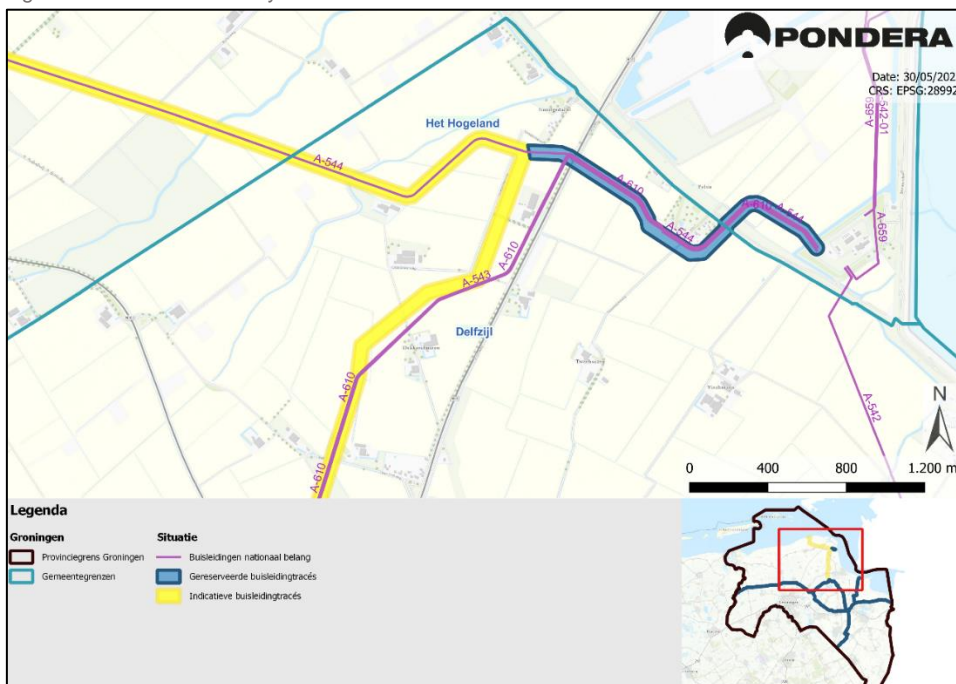 PONDERA
Date: 30/05/202
CRS: EPSG:28992
Het Hogeland
A-544
A-610
A-544
A-610
A-544
A-659
542-01
A-659
A-610
A-543
Delfzijl
A-610
A-610
A-542
N
0 400 800 1.200 m
Legenda
Groningen
Provinciegrens Groningen
Gemeentegrenzen
Situatie
Buisleidingen nationaal belang
Gereserveerde buisleidingtracés
Indicatieve buisleidingtracés